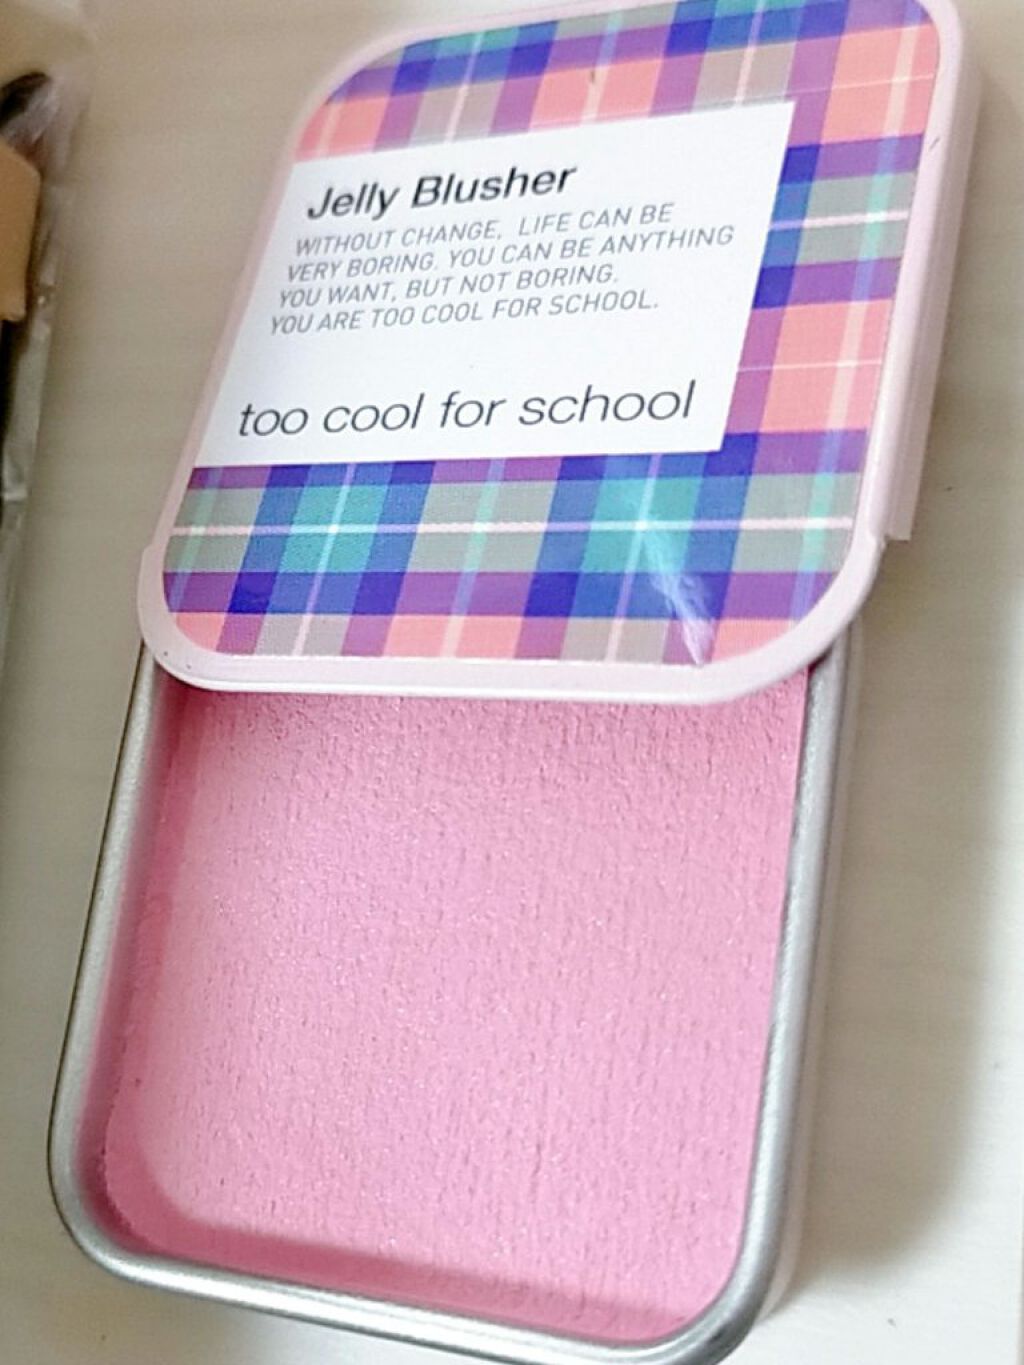 Jelly Blusher
WITHOUT CHANGE, LIFE CAN BE
VERY BORING. YOU CAN BE ANYTHING
YOU WANT, BUT NOT BORING.
YOU ARE TOO COOL FOR SCHOOL.
too cool for school